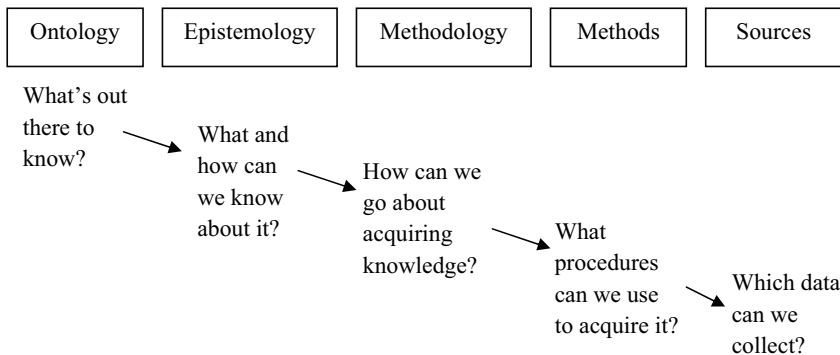 Ontology
Epistemology
Methodology
Methods
Sources
What’s out
there to
know?
What and
how can
we know
about it?
How can we
go about
acquiring
knowledge?
What
procedures
can we use
to acquire it?
Which data
can we
collect?